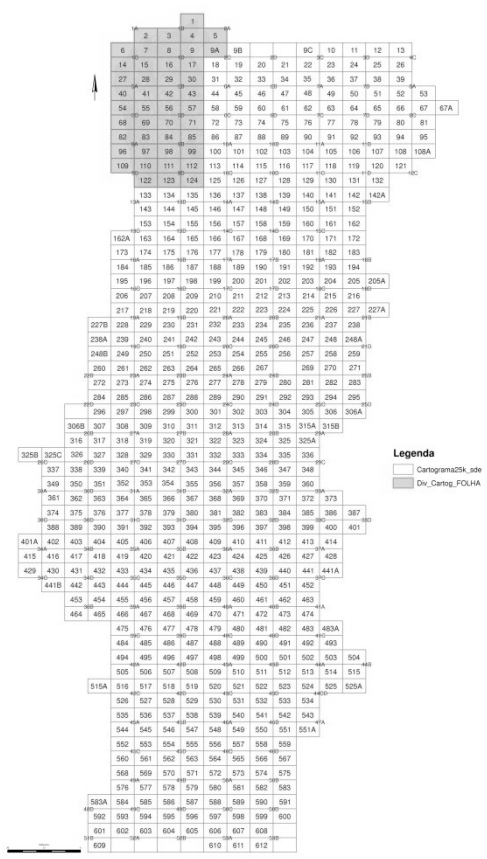 1
2 3 4 5
6 7 8 9 9A 9B 9C 10 11 12 13
14 15 16 17 18 19 20 21 22 23 24 25 26
27 28 29 30 31 32 33 34 35 36 37 38 39
40 41 42 43 44 45 46 47 48 49 50 51 52 53
54 55 56 57 58 59 60 61 62 63 64 65 66 67 67A
68 69 70 71 72 73 74 75 76 77 78 79 80 81
82 83 84 85 86 87 88 89 90 91 92 93 94 95
96 97 98 99 100 101 102 103 104 105 106 107 108 108A
109 110 111 112 113 114 115 116 117 118 119 120 121
122 123 124 125 126 127 128 129 130 131 132
133 134 135 136 137 138 139 140 141 142 142A
143 144 145 146 147 148 149 150 151 152
153 154 155 156 157 158 159 160 161 162
162A 163 164 165 166 167 168 169 170 171 172
173 174 175 176 177 178 179 180 181 182 183
184 185 186 187 188 189 190 191 192 193 194
195 196 197 198 199 200 201 202 203 204 205 205A
206 207 208 209 210 211 212 213 214 215 216
217 218 219 220 221 222 223 224 225 226 227 227A
227B 228 229 230 231 232 233 234 235 236 237 238
238A 239 240 241 242 243 244 245 246 247 248 248A
248B 249 250 251 252 253 254 255 256 257 258 259
260 261 262 263 264 265 266 267 269 270 271
272 273 274 275 276 277 278 279 280 281 282 283
284 285 286 287 288 289 290 291 292 293 294 295
296 297 298 299 300 301 302 303 304 305 306 306A
306B 307 308 309 310 311 312 313 314 315 315A 315B
316 317 318 319 320 321 322 323 324 325 325A
325B 325C 326 327 328 329 330 331 332 333 334 335 336
337 338 339 340 341 342 343 344 345 346 347 348
349 350 351 352 353 354 355 356 357 358 359 360
361 362 363 364 365 366 367 368 369 370 371 372 373
374 375 376 377 378 379 380 381 382 383 384 385 386 387
388 389 390 391 392 393 394 395 396 397 398 399 400 401
401A 402 403 404 405 406 407 408 409 410 411 412 413 414
415 416 417 418 419 420 421 422 423 424 425 426 427 428
429 430 431 432 433 434 435 436 437 438 439 440 441 441A
441B 442 443 444 445 446 447 448 449 450 451 452
453 454 455 456 457 458 459 460 461 462 463
464 465 466 467 468 469 470 471 472 473 474
475 476 477 478 479 480 481 482 483 483A
484 485 486 487 488 489 490 491 492 493
494 495 496 497 498 499 500 501 502 503 504
505 506 507 508 509 510 511 512 513 514 515
515A 516 517 518 519 520 521 522 523 524 525 525A
526 527 528 529 530 531 532 533 534
535 536 537 538 539 540 541 542 543
544 545 546 547 548 549 550 551 551A
552 553 554 555 556 557 558 559
560 561 562 563 564 565 566 567
568 569 570 571 572 573 574 575
576 577 578 579 580 581 582 583
583A 584 585 586 587 588 589 590 591
592 593 594 595 596 597 598 599 600
601 602 603 604 605 606 607 608
609 610 611 612
Legenda
Cartograma25k_sde
Div_Cartog_FOLHA